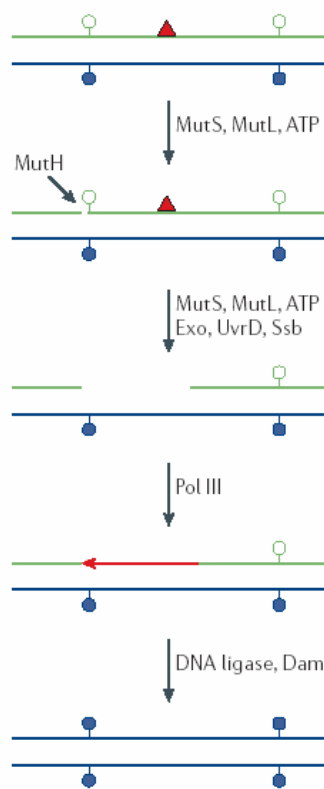 MutS, MutL, ATP
MutH
MutS, MutL, ATP
Exo, UvrD, Ssb
Pol III
DNA ligase, Dam